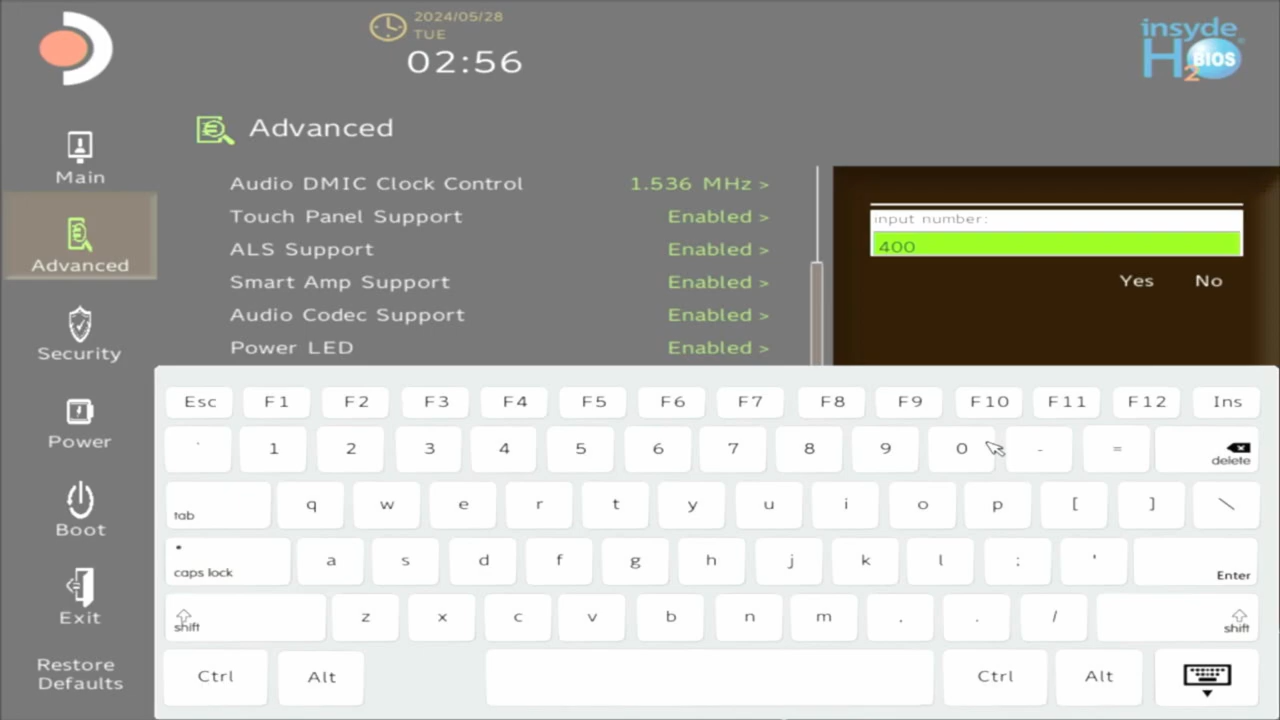 2024/05/28
TUE
02:56
insyde
H2O BIOS
Advanced
Main
Advanced
Security
Power
Boot
Exit
Restore
Defaults
Audio DMIC Clock Control 1.536 MHz >
Touch Panel Support Enabled >
ALS Support Enabled >
Smart Amp Support Enabled >
Audio Codec Support Enabled >
Power LED Enabled >
input number:
400
Yes No
Esc F1 F2 F3 F4 F5 F6 F7 F8 F9 F10 F11 F12 Ins
` 1 2 3 4 5 6 7 8 9 0 - = delete
tab q w e r t y u i o p [ ] \
caps lock a s d f g h j k l ; ' Enter
shift z x c v b n m , . / shift
Ctrl Alt Ctrl Alt